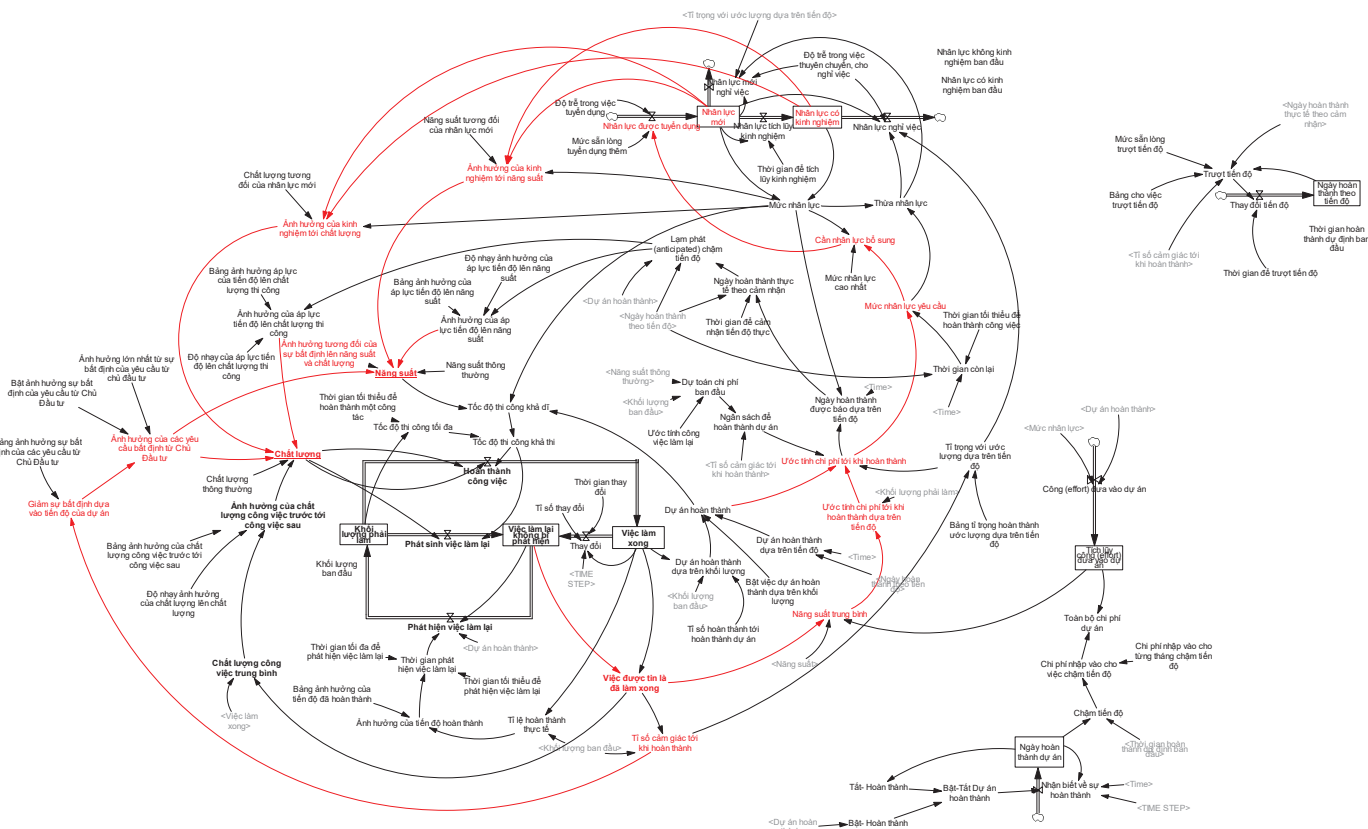 <Tỉ trọng với ước lượng dựa trên tiến độ>
Độ trễ trong việc
thuyên chuyển, cho
nghỉ việc
Nhân lực không kinh
nghiệm ban đầu
Nhân lực có kinh
nghiệm ban đầu
Nhân lực mới
nghỉ việc
Độ trễ trong việc
tuyển dụng
Nhân lực được tuyển dụng
Mức sẵn lòng
tuyển dụng thêm
Nhân lực
mới
Nhân lực tích lũy
kinh nghiệm
Nhân lực có
kinh nghiệm
Nhân lực nghỉ việc
Thời gian để tích
lũy kinh nghiệm
Năng suất tương đối
của nhân lực mới
Ảnh hưởng của kinh
nghiệm tới năng suất
Chất lượng tương
đối của nhân lực mới
Ảnh hưởng của kinh
nghiệm tới chất lượng
Mức nhân lực
Thừa nhân lực
<Ngày hoàn thành
thực tế theo cảm
nhận>
Mức sẵn lòng
trượt tiến độ
Trượt tiến độ
Bảng cho việc
trượt tiến độ
Thay đổi tiến độ
Ngày hoàn
thành theo
tiến độ
Thời gian hoàn
thành dự định ban
đầu
<Tỉ số cảm giác tới
khi hoàn thành>
Thời gian để trượt tiến độ
Cần nhân lực bổ sung
Mức nhân lực
cao nhất
Mức nhân lực yêu cầu
Thời gian tối thiểu để
hoàn thành công việc
Thời gian còn lại
<Time>
Lạm phát
(anticipated) chậm
tiến độ
Ngày hoàn thành thực
tế theo cảm nhận
<Dự án hoàn thành>
<Ngày hoàn thành
theo tiến độ>
Thời gian để cảm
nhận tiến độ thực
Độ nhạy ảnh hưởng của
áp lực tiến độ lên năng
suất
Bảng ảnh hưởng của
áp lực tiến độ lên năng
suất
Ảnh hưởng của áp
lực tiến độ lên năng
suất
Bảng ảnh hưởng áp lực
của tiến độ lên chất
lượng thi công
Ảnh hưởng của áp lực
tiến độ lên chất lượng thi
công
Độ nhạy của áp lực tiến
độ lên chất lượng thi
công
Ảnh hưởng tương đối của
sự bất định lên năng suất
và chất lượng
Năng suất
Năng suất thông
thường
Ảnh hưởng lớn nhất từ sự
bất định của yêu cầu từ
chủ đầu tư
Bật ảnh hưởng sự bất
định của yêu cầu từ Chủ
Đầu tư
Ảnh hưởng của các yêu
cầu bất định từ Chủ
Đầu tư
ảng ảnh hưởng sự bất
nh của các yêu cầu từ
Chủ Đầu tư
Giảm sự bất định dựa
vào tiến độ của dự án
Thời gian tối thiểu để
hoàn thành một công
tác
Tốc độ thi công tối đa
Tốc độ thi công khả dĩ
Tốc độ thi công khả thi
<Năng suất thông
thường>
<Khối lượng
ban đầu>
Dự toán chi phí
ban đầu
Ước tính công
việc làm lại
Ngân sách để
hoàn thành dự án
<Tỉ số cảm giác tới
khi hoàn thành>
<Time>
Ngày hoàn thành
được báo dựa trên
tiến độ
Ước tính chi phí tới khi hoàn thành
Tỉ trọng với ước
lượng dựa trên tiến
độ
<Khối lượng phải làm>
Ước tính chi phí tới khi
hoàn thành dựa trên
tiến độ
Bảng tỉ trọng hoàn thành
ước lượng dựa trên tiến
độ
<Dự án hoàn thành>
<Mức nhân lực>
Công (effort) đưa vào dự án
Tích lũy
công (effort)
đưa vào dự
án
Chất lượng
Chất lượng
thông thường
Ảnh hưởng của chất
lượng công việc trước tới
công việc sau
Bảng ảnh hưởng của chất
lượng công việc trước tới
công việc sau
Độ nhạy ảnh hưởng
của chất lượng lên chất
lượng
Hoàn thành
công việc
Khối
lượng phải
làm
Khối lượng
ban đầu
Phát sinh việc làm lại
Việc làm lại
không bị
phát hiện
Thời gian thay
đổi
Tỉ số thay đổi
Thay đổi
<TIME
STEP>
Việc làm
xong
Dự án hoàn thành
Dự án hoàn thành
dựa trên tiến độ
<Time>
Dự án hoàn thành
dựa trên khối lượng
<Khối lượng
ban đầu>
Bật việc dự án hoàn
thành dựa trên khối
lượng
<Ngày hoàn
thành theo tiến
độ>
Tỉ số hoàn thành tới
hoàn thành dự án
Năng suất trung bình
<Năng suất>
Phát hiện việc làm lại
<Dự án hoàn thành>
Thời gian tối đa để
phát hiện việc làm lại
Thời gian phát
hiện việc làm lại
Thời gian tối thiểu để
phát hiện việc làm lại
Bảng ảnh hưởng của
tiến độ đã hoàn thành
Ảnh hưởng của tiến độ hoàn thành
Tỉ lệ hoàn thành
thực tế
<Khối lượng ban đầu>
Chất lượng công
việc trung bình
<Việc làm
xong>
Việc được tin là
đã làm xong
Tỉ số cảm giác tới
khi hoàn thành
Toàn bộ chi phí
dự án
Chi phí nhập vào cho
việc chậm tiến độ
Chi phí nhập vào cho
từng tháng chậm tiến
độ
Chậm tiến độ
<Thời gian hoàn
thành dự định ban
đầu>
Ngày hoàn
thành dự án
Tắt- Hoàn thành
Bật-Tắt Dự án
hoàn thành
Nhận biết về sự
hoàn thành
<Time>
<TIME STEP>
<Dự án hoàn
Bật- Hoàn thành